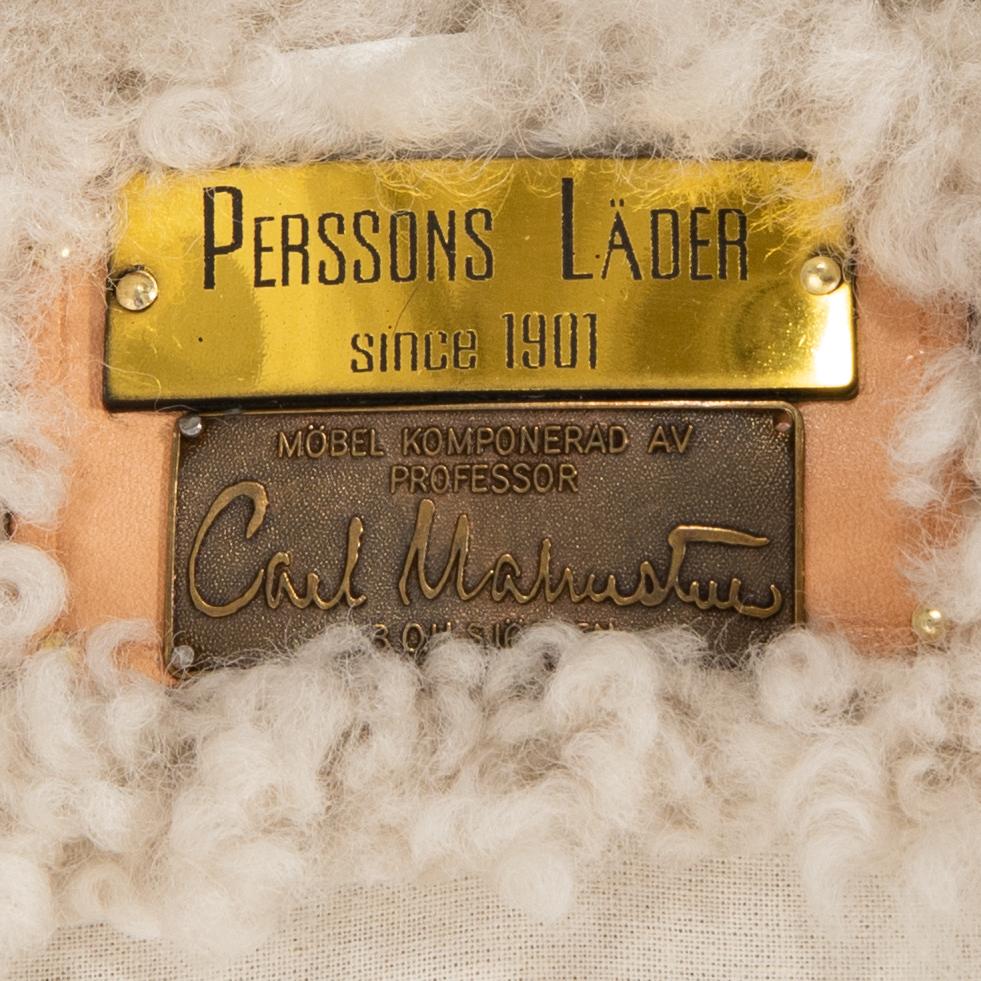 PERSSONS LÄDER
since 1901
MÖBEL KOMPONERAD AV
PROFESSOR
Carl Malmsten